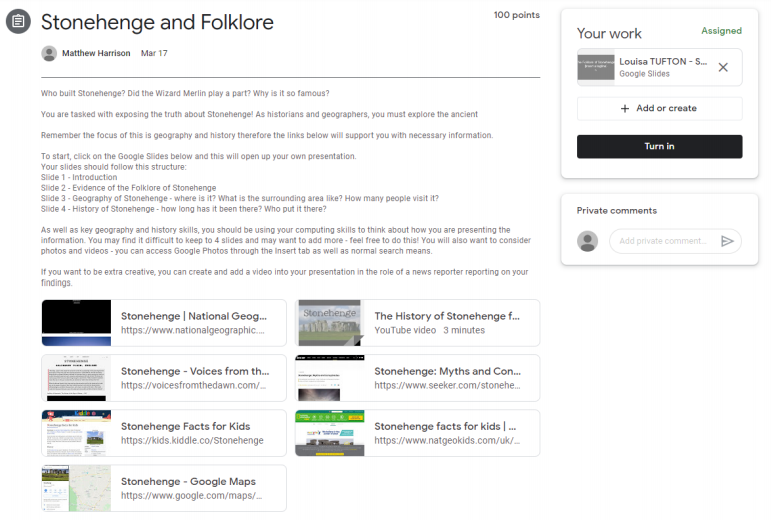 Stonehenge and Folklore
100 points
Matthew Harrison Mar 17
Who built Stonehenge? Did the Wizard Merlin play a part? Why is it so famous?
You are tasked with exposing the truth about Stonehenge! As historians and geographers, you must explore the ancient
Remember the focus of this is geography and history therefore the links below will support you with necessary information.
To start, click on the Google Slides below and this will open up your own presentation.
Your slides should follow this structure:
Slide 1 - Introduction
Slide 2 - Evidence of the Folklore of Stonehenge
Slide 3 - Geography of Stonehenge - where is it? What is the surrounding area like? How many people visit it?
Slide 4 - History of Stonehenge - how long has it been there? Who put it there?
As well as key geography and history skills, you should be using your computing skills to think about how you are presenting the
information. You may find it difficult to keep to 4 slides and may want to add more - feel free to do this! You will also want to consider
photos and videos - you can access Google Photos through the Insert tab as well as normal search means.
If you want to be extra creative, you can create and add a video into your presentation in the role of a news reporter reporting on your
findings.
Stonehenge | National Geog...
https://www.nationalgeographic....
Stonehenge
The History of Stonehenge f...
YouTube video 3 minutes
Stonehenge - Voices from th...
https://voicesfromthedawn.com/...
Stonehenge: Myths and Con...
https://www.seeker.com/stonehe...
Stonehenge Facts for Kids
https://kids.kiddle.co/Stonehenge
Stonehenge facts for kids | ...
https://www.natgeokids.com/uk/...
Stonehenge - Google Maps
https://www.google.com/maps/...
Your work
Assigned
Louisa TUFTON - S...
Google Slides
+ Add or create
Turn in
Private comments
Add private comment...